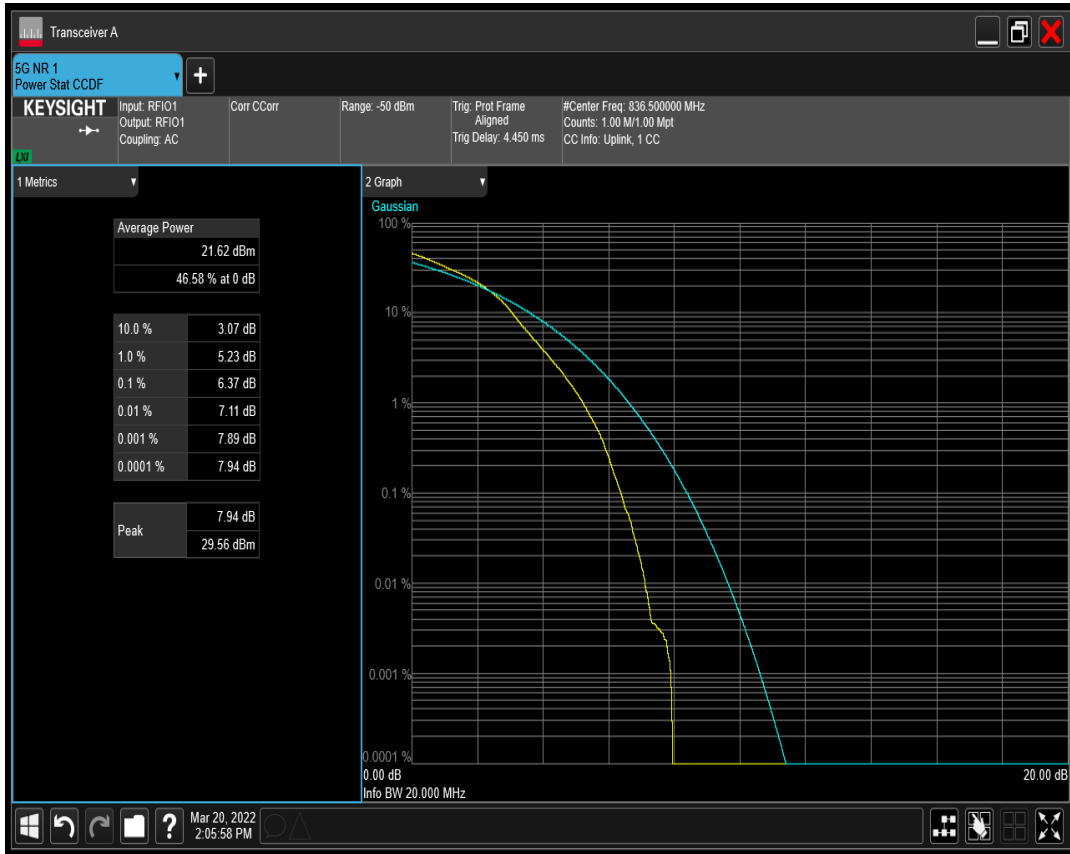 Transceiver A
5G NR 1
Power Stat CCDF
+
KEYSIGHT
LXI
Input: RFIO1
Output: RFIO1
Coupling: AC
Corr CCorr
Range: -50 dBm
Trig: Prot Frame
Aligned
Trig Delay: 4.450 ms
#Center Freq: 836.500000 MHz
Counts: 1.00 M/1.00 Mpt
CC Info: Uplink, 1 CC
1 Metrics
Average Power
21.62 dBm
46.58 % at 0 dB
10.0 % 3.07 dB
1.0 % 5.23 dB
0.1 % 6.37 dB
0.01 % 7.11 dB
0.001 % 7.89 dB
0.0001 % 7.94 dB
Peak
7.94 dB
29.56 dBm
2 Graph
Gaussian
100 %
10 %
1 %
0.1 %
0.01 %
0.001 %
0.0001 %
0.00 dB 20.00 dB
Info BW 20.000 MHz
?
Mar 20, 2022
2:05:58 PM